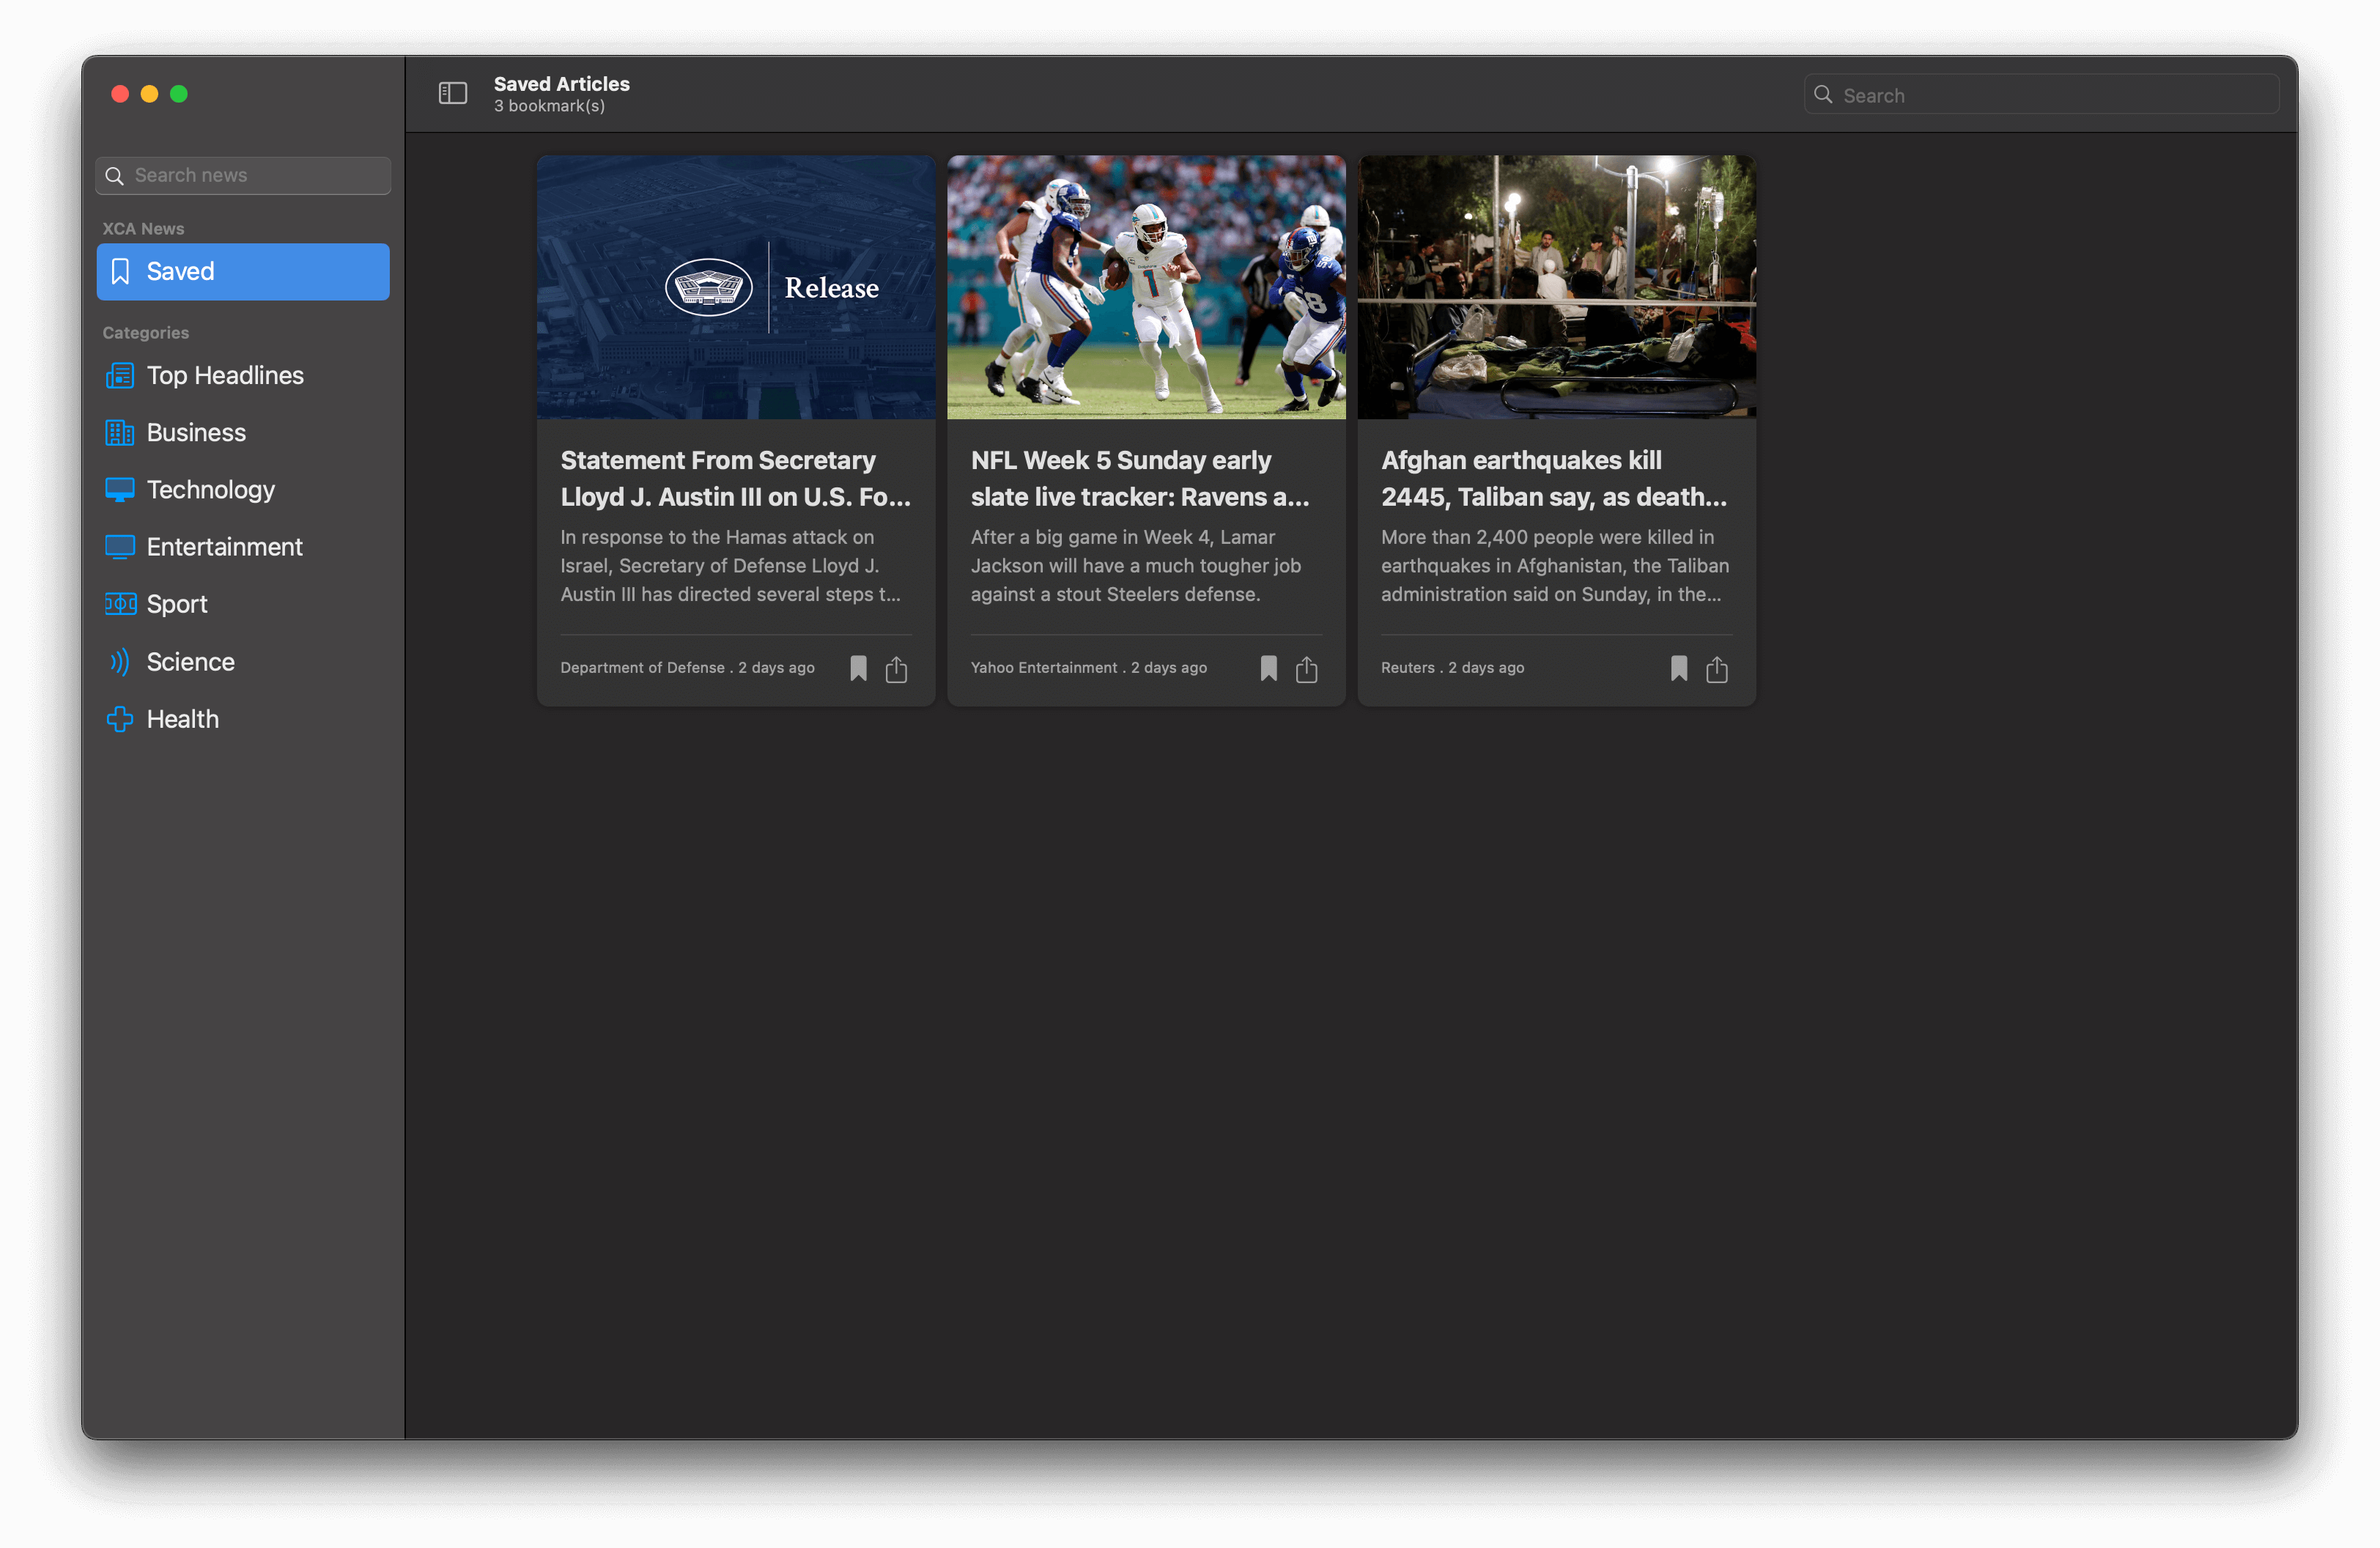 Saved Articles
3 bookmark(s)
Search
Search news
XCA News
Saved
Categories
Top Headlines
Business
Technology
Entertainment
Sport
Science
Health
Release
Statement From Secretary
Lloyd J. Austin III on U.S. Fo...
In response to the Hamas attack on
Israel, Secretary of Defense Lloyd J.
Austin III has directed several steps t...
Department of Defense . 2 days ago
NFL Week 5 Sunday early
slate live tracker: Ravens a...
After a big game in Week 4, Lamar
Jackson will have a much tougher job
against a stout Steelers defense.
Yahoo Entertainment . 2 days ago
Afghan earthquakes kill
2445, Taliban say, as death...
More than 2,400 people were killed in
earthquakes in Afghanistan, the Taliban
administration said on Sunday, in the...
Reuters . 2 days ago